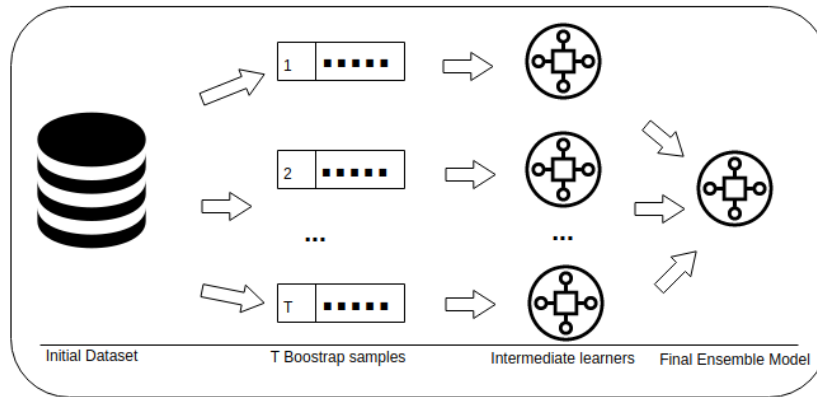 1
2
...
...
T
Initial Dataset
T Boostrap samples
Intermediate learners
Final Ensemble Model